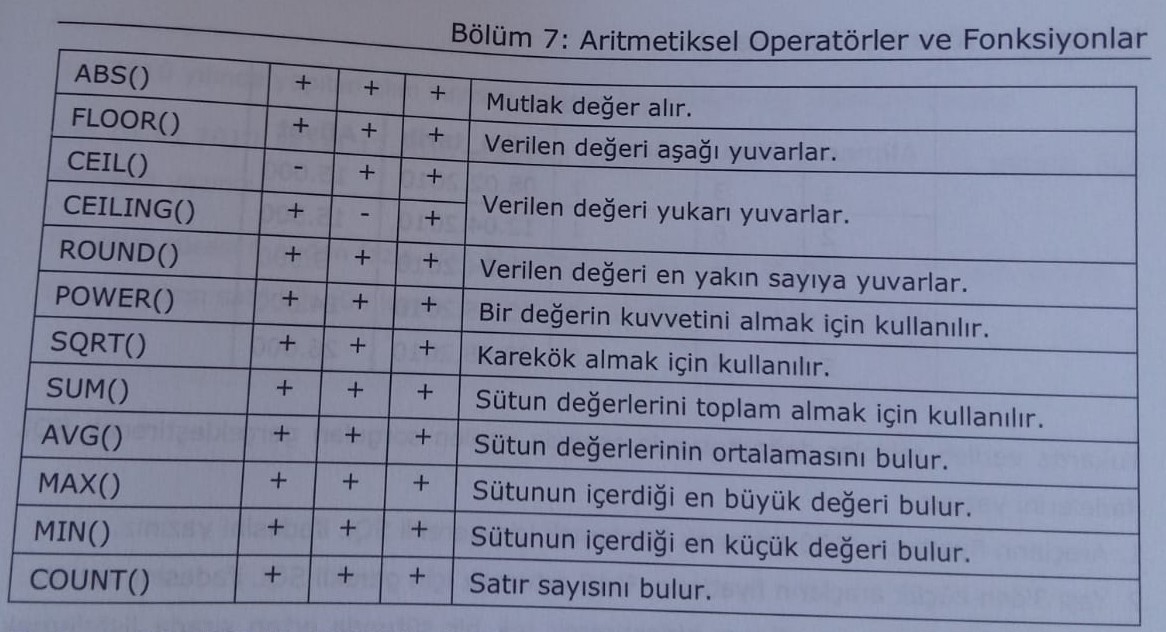 Bölüm 7: Aritmetiksel Operatörler ve Fonksiyonlar
ABS() + + + Mutlak değer alır.
FLOOR() + + + Verilen değeri aşağı yuvarlar.
CEIL() - + + Verilen değeri yukarı yuvarlar.
CEILING() + - +
ROUND() + + + Verilen değeri en yakın sayıya yuvarlar.
POWER() + + + Bir değerin kuvvetini almak için kullanılır.
SQRT() + + + Karekök almak için kullanılır.
SUM() + + + Sütun değerlerini toplam almak için kullanılır.
AVG() + + + Sütun değerlerinin ortalamasını bulur.
MAX() + + + Sütunun içerdiği en büyük değeri bulur.
MIN() + + + Sütunun içerdiği en küçük değeri bulur.
COUNT() + + + Satır sayısını bulur.